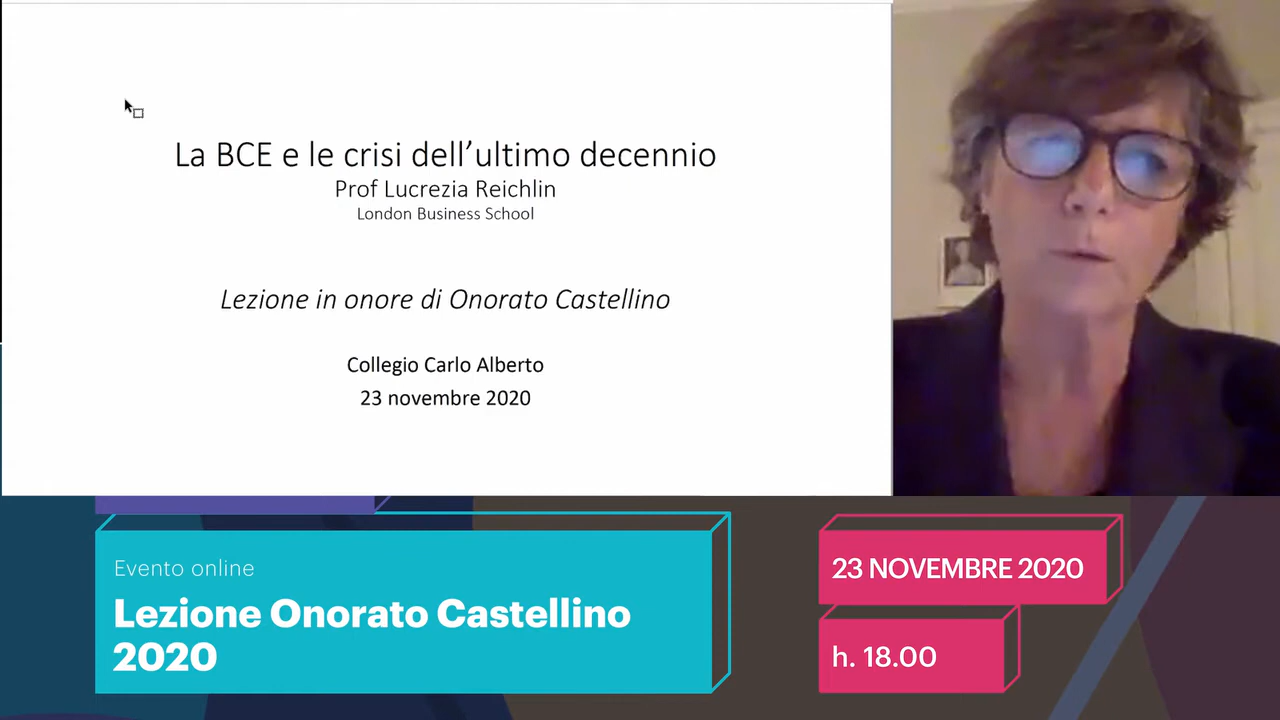 La BCE e le crisi dell'ultimo decennio
Prof Lucrezia Reichlin
London Business School
Lezione in onore di Onorato Castellino
Collegio Carlo Alberto
23 novembre 2020
Evento online
Lezione Onorato Castellino
2020
23 NOVEMBRE 2020
h. 18.00